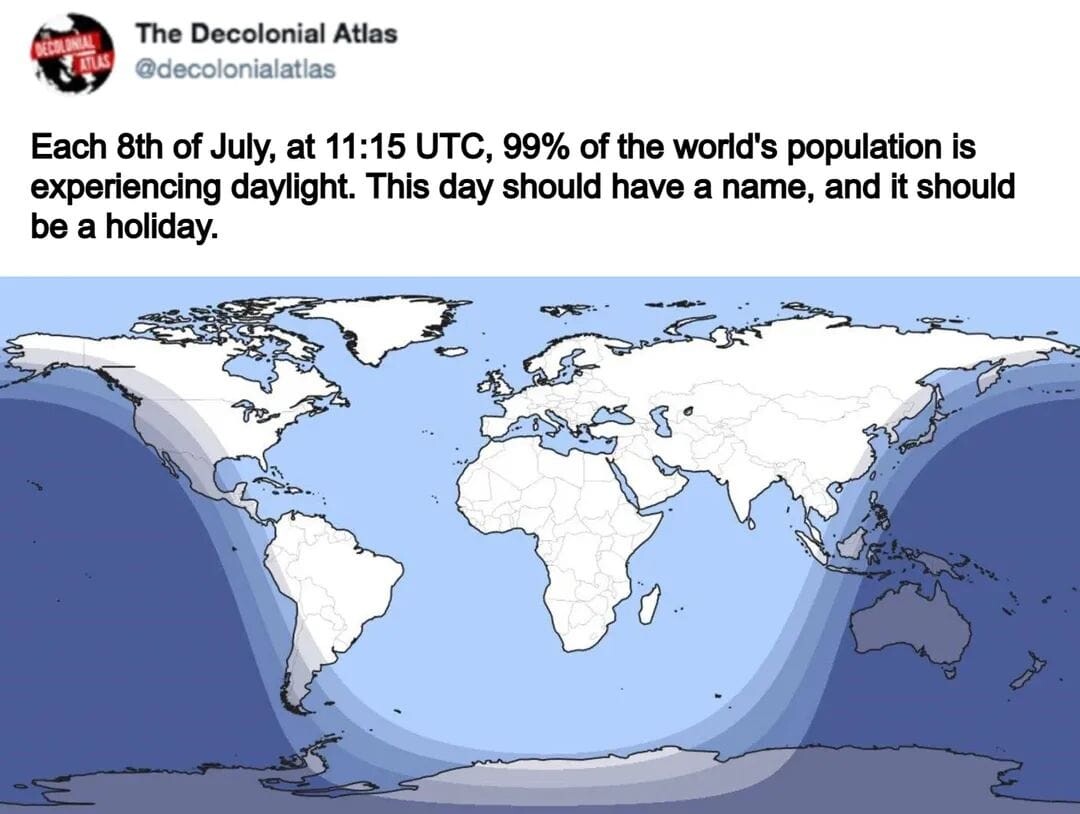 DECOLONIAL
ATLAS
The Decolonial Atlas
@decolonialatlas
Each 8th of July, at 11:15 UTC, 99% of the world's population is
experiencing daylight. This day should have a name, and it should
be a holiday.